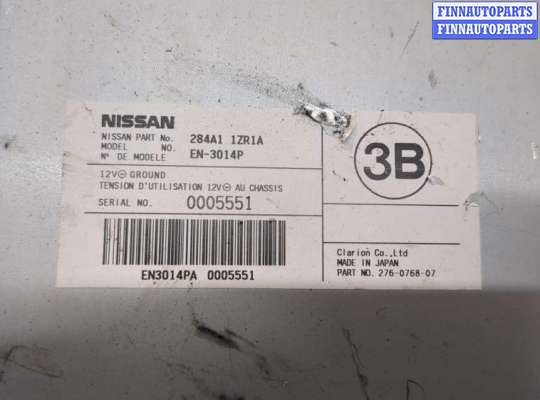 FINNAUTOPARTS
FINNAUTOPARTS
NISSAN
NISSAN PART No. 284A1 1ZR1A
MODEL NO. EN-3014P
N° DE MODELE
12V⊖ GROUND
TENSION D'UTILISATION 12V⊖ AU CHASSIS
SERIAL NO. 0005551
EN3014PA 0005551
3B
Clarion Co.,Ltd
MADE IN JAPAN
PART NO. 276-0768-07